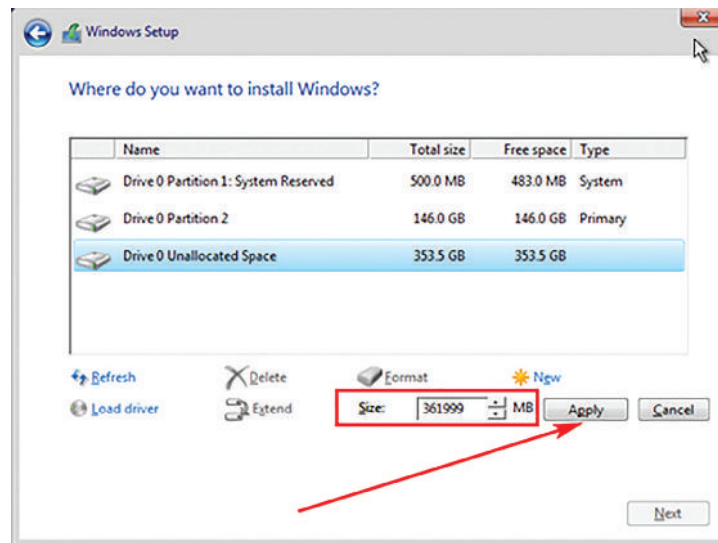 Windows Setup
Where do you want to install Windows?
Name Total size Free space Type
Drive 0 Partition 1: System Reserved 500.0 MB 483.0 MB System
Drive 0 Partition 2 146.0 GB 146.0 GB Primary
Drive 0 Unallocated Space 353.5 GB 353.5 GB
Refresh Delete Format New
Load driver Extend Size: 361999 MB Apply Cancel
Next